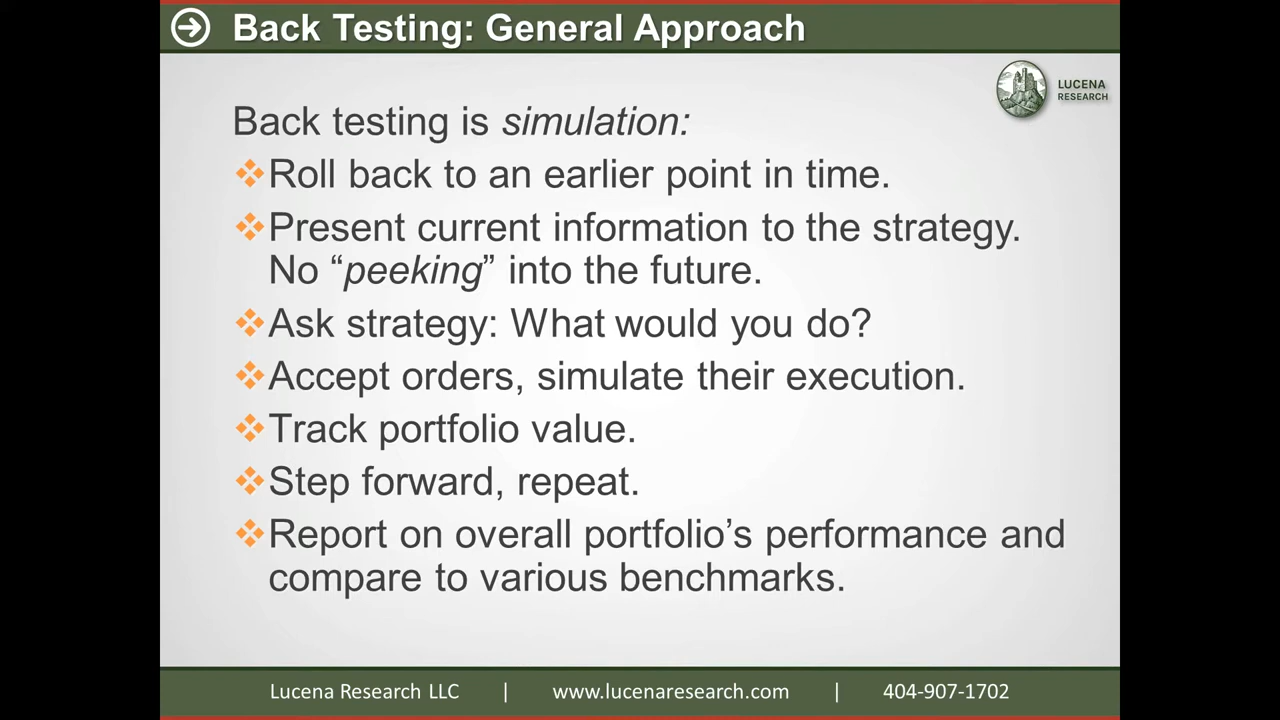 Back Testing: General Approach
LUCENA
RESEARCH
Back testing is simulation:
Roll back to an earlier point in time.
Present current information to the strategy.
No “peeking” into the future.
Ask strategy: What would you do?
Accept orders, simulate their execution.
Track portfolio value.
Step forward, repeat.
Report on overall portfolio’s performance and
compare to various benchmarks.
Lucena Research LLC | www.lucenaresearch.com | 404-907-1702